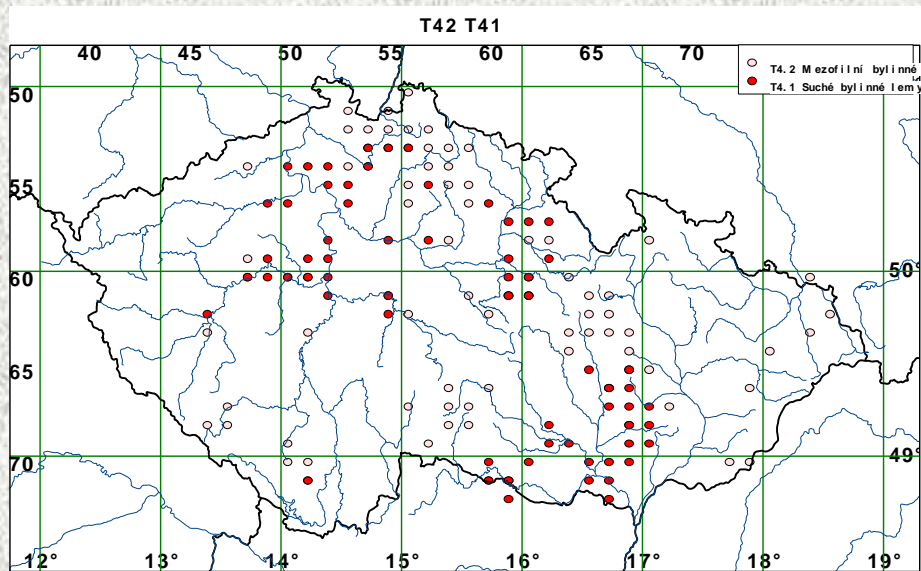 T42 T41
40 45 50 55 60 65 70
T4. 2 Mezofilní bylinné
T4. 1 Suché bylinné lemy
50
55
60 50°
65
70 49°
12° 13° 14° 15° 16° 17° 18° 19°